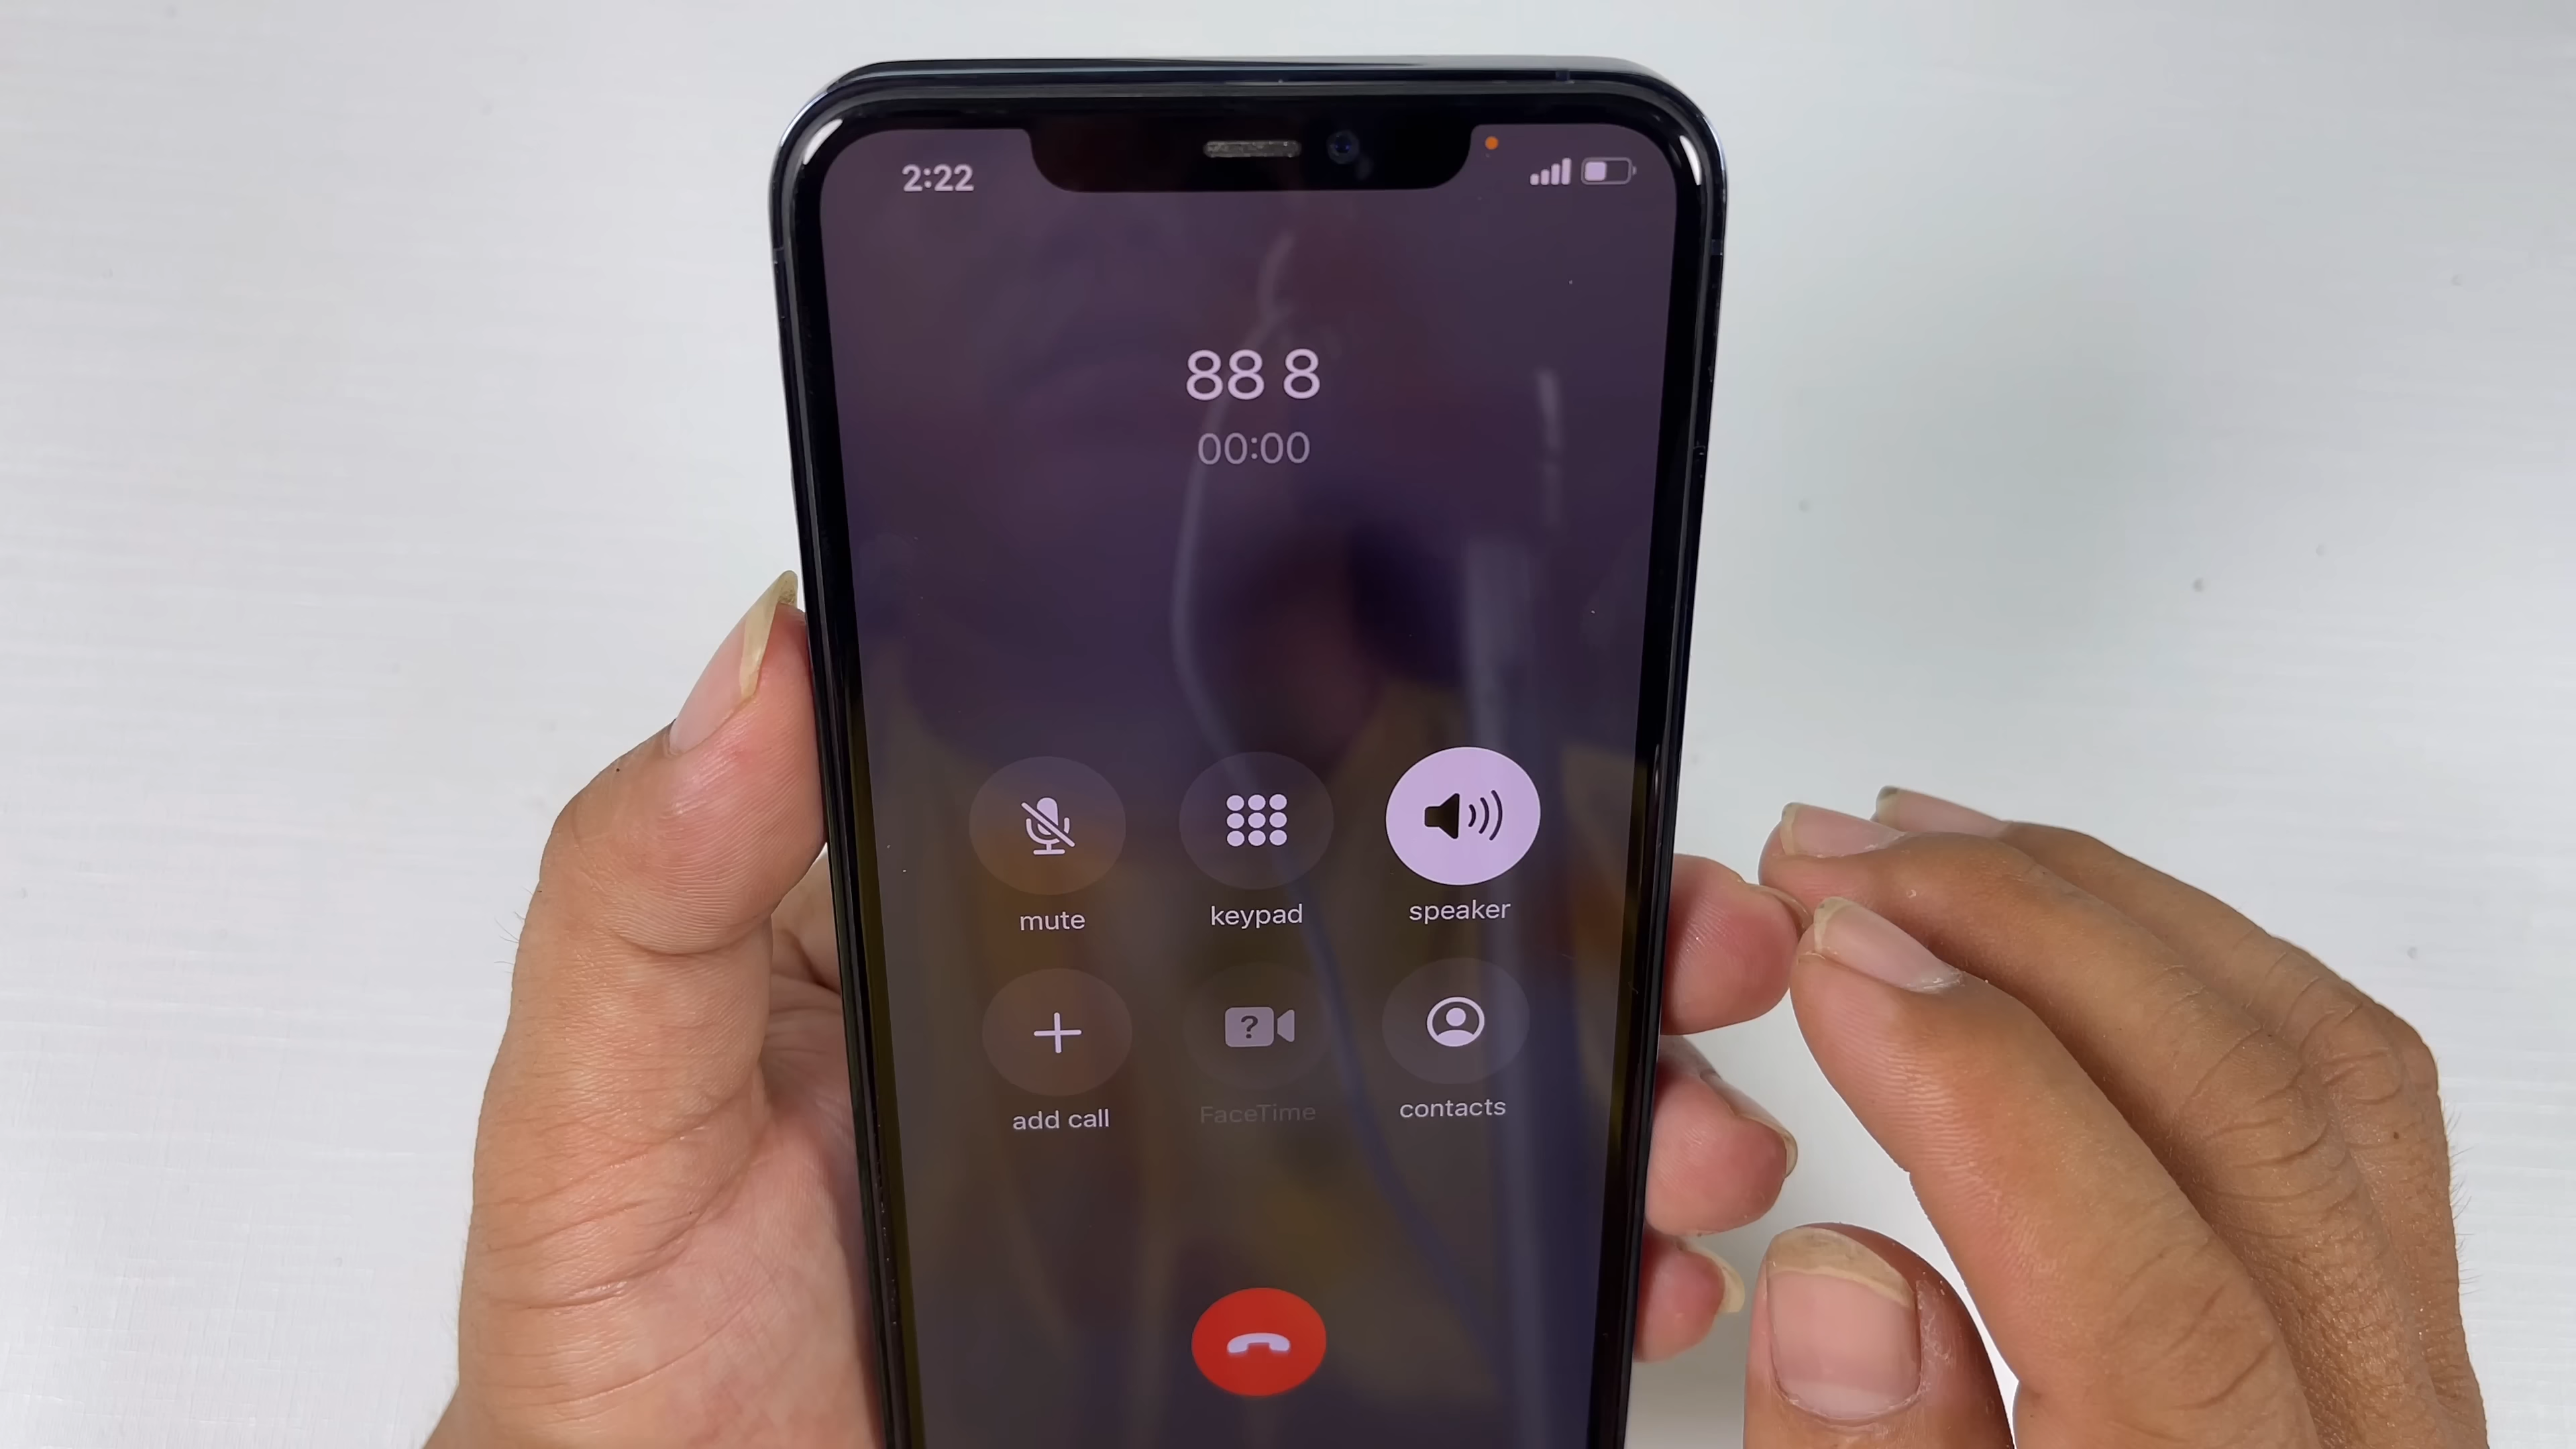 2:22
88 8
00:00
mute
keypad
speaker
add call
FaceTime
contacts